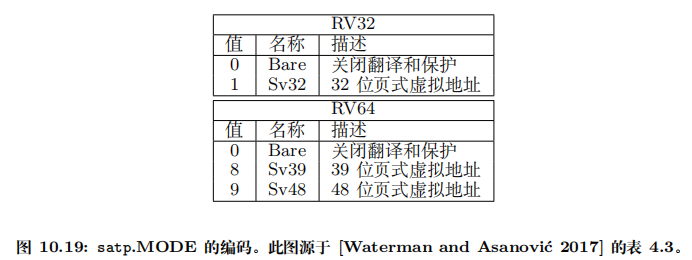 RV32
值 名称 描述
0 Bare 关闭翻译和保护
1 Sv32 32 位页式虚拟地址
RV64
值 名称 描述
0 Bare 关闭翻译和保护
8 Sv39 39 位页式虚拟地址
9 Sv48 48 位页式虚拟地址
图 10.19: satp.MODE 的编码。此图源于 [Waterman and Asanović 2017] 的表 4.3。